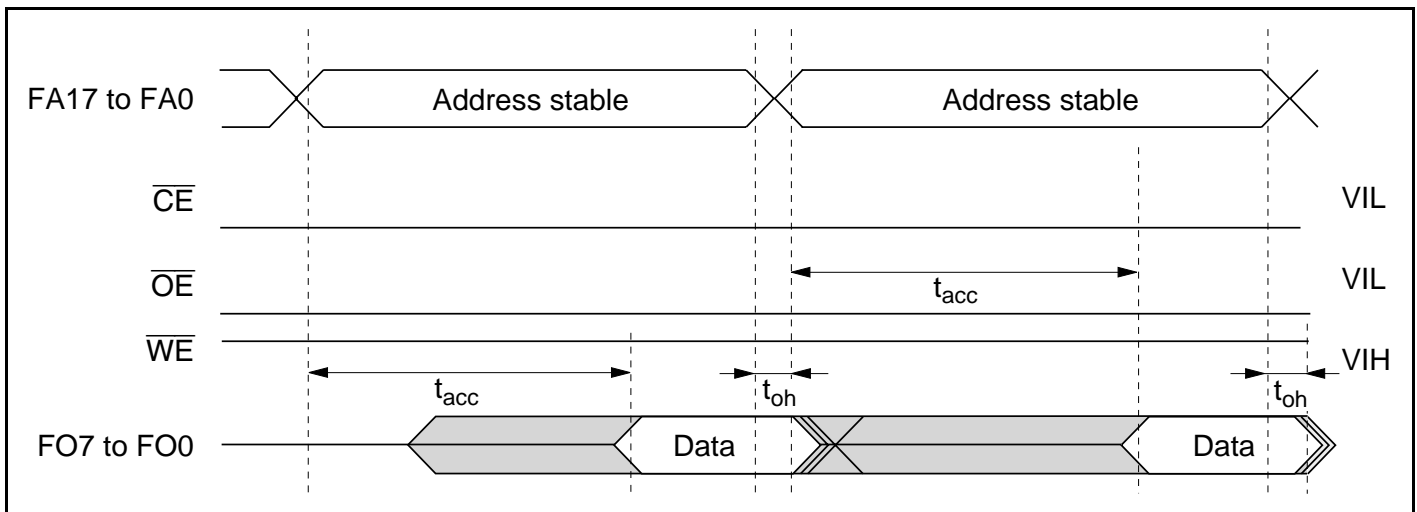 FA17 to FA0
Address stable
Address stable
CE
VIL
OE
VIL
tacc
WE
VIH
tacc
toh
toh
FO7 to FO0
Data
Data